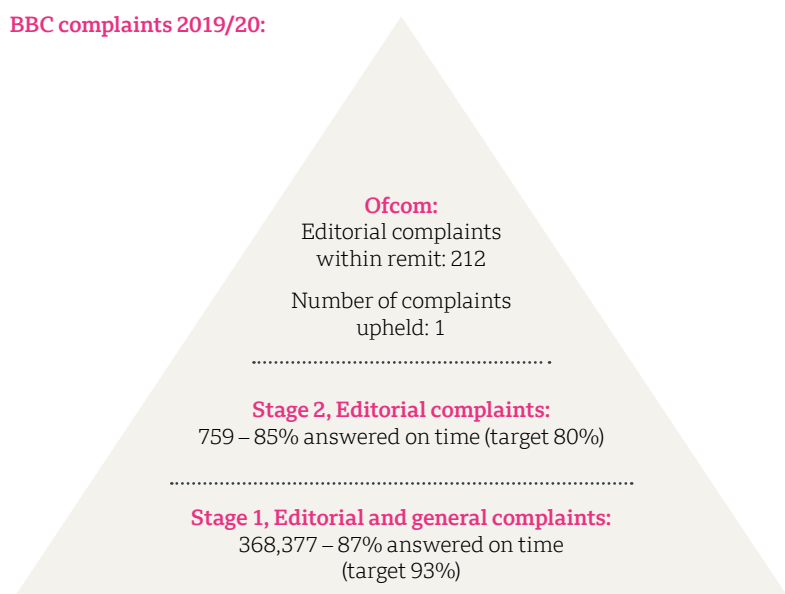 BBC complaints 2019/20:
Ofcom:
Editorial complaints
within remit: 212
Number of complaints
upheld: 1
Stage 2, Editorial complaints:
759 – 85% answered on time (target 80%)
Stage 1, Editorial and general complaints:
368,377 – 87% answered on time
(target 93%)